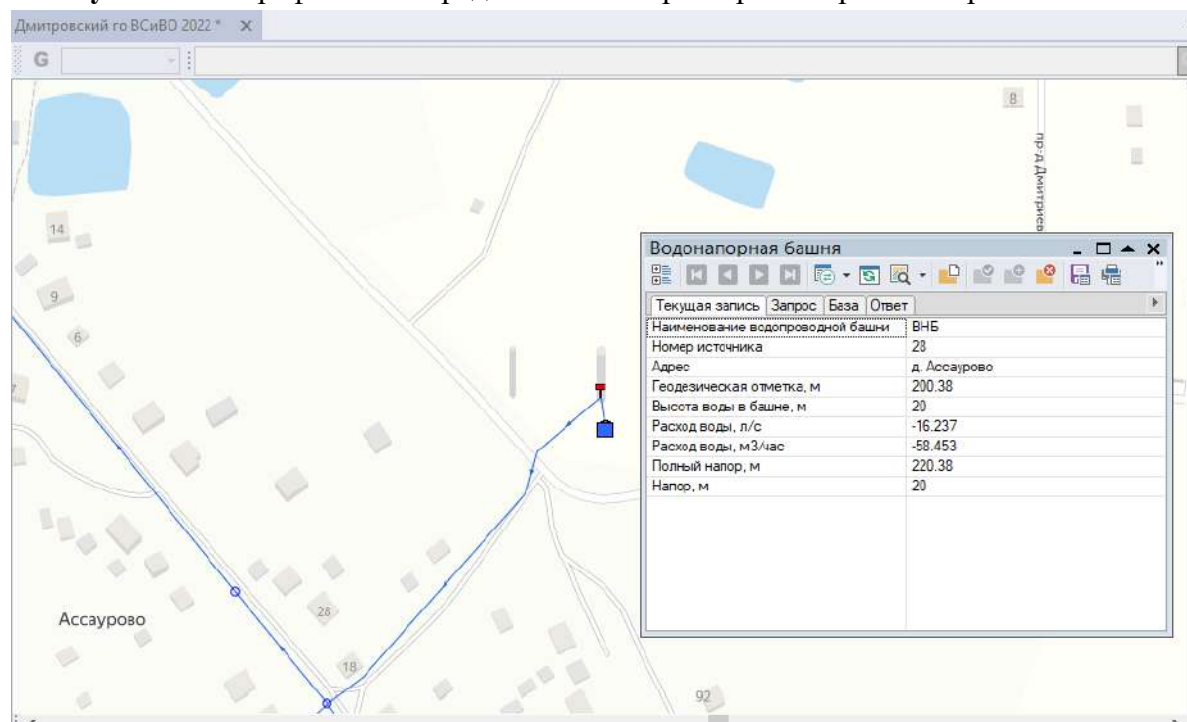 Дмитровский го ВСиВО 2022 *
G
8
пр-д Дмитриев
14
9
6
7
Водонапорная башня
Текущая запись Запрос База Ответ
Наименование водопроводной башни ВНБ
Номер источника 28
Адрес д. Ассаурово
Геодезическая отметка, м 200.38
Высота воды в башне, м 20
Расход воды, л/с -16.237
Расход воды, м3/час -58.453
Полный напор, м 220.38
Напор, м 20
28
Ассаурово
18
92